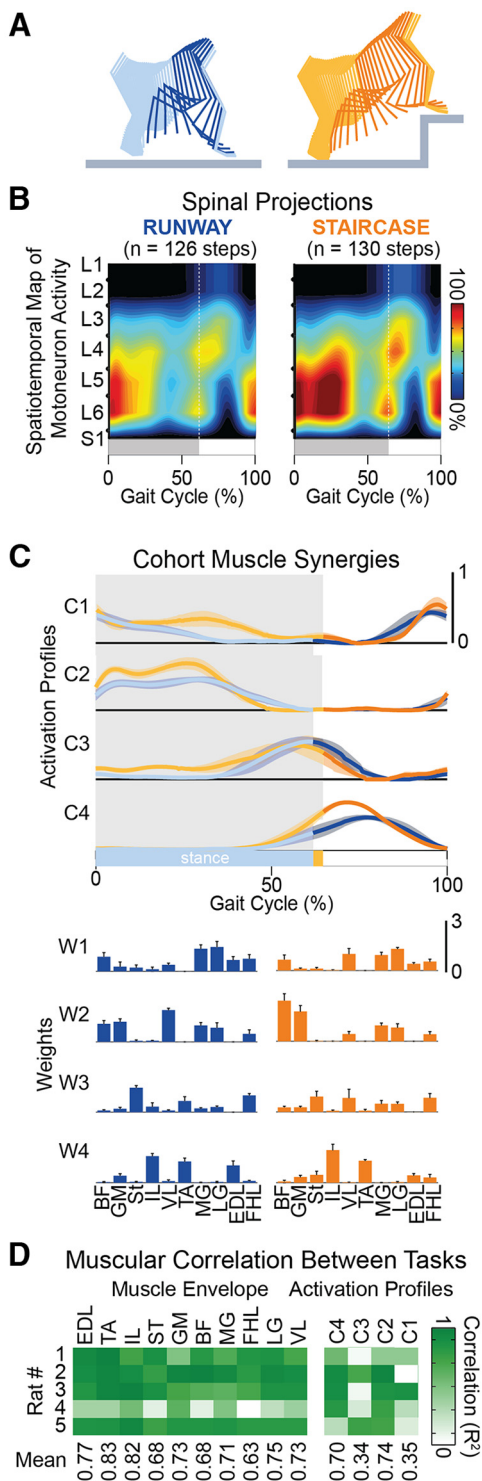 A
B
Spinal Projections
RUNWAY
(n = 126 steps)
STAIRCASE
(n = 130 steps)
Spatiotemporal Map of
Motoneuron Activity
L1
L2
L3
L4
L5
L6
S1
100
0%
0 50 100
Gait Cycle (%)
0 50 100
Gait Cycle (%)
C
Cohort Muscle Synergies
Activation Profiles
C1
C2
C3
C4
1
0
stance
0 50 100
Gait Cycle (%)
Weights
W1
W2
W3
W4
3
0
BF GM St IL VL TA MG LG EDL FHL
BF GM St IL VL TA MG LG EDL FHL
D
Muscular Correlation Between Tasks
Muscle Envelope
Activation Profiles
EDL TA IL ST GM BF MG FHL LG VL
C4 C3 C2 C1
Rat #
1
2
3
4
5
Mean
0.77 0.83 0.82 0.68 0.73 0.68 0.71 0.63 0.75 0.73
0.70 0.34 0.74 0.35
1
0
Correlation (R²)